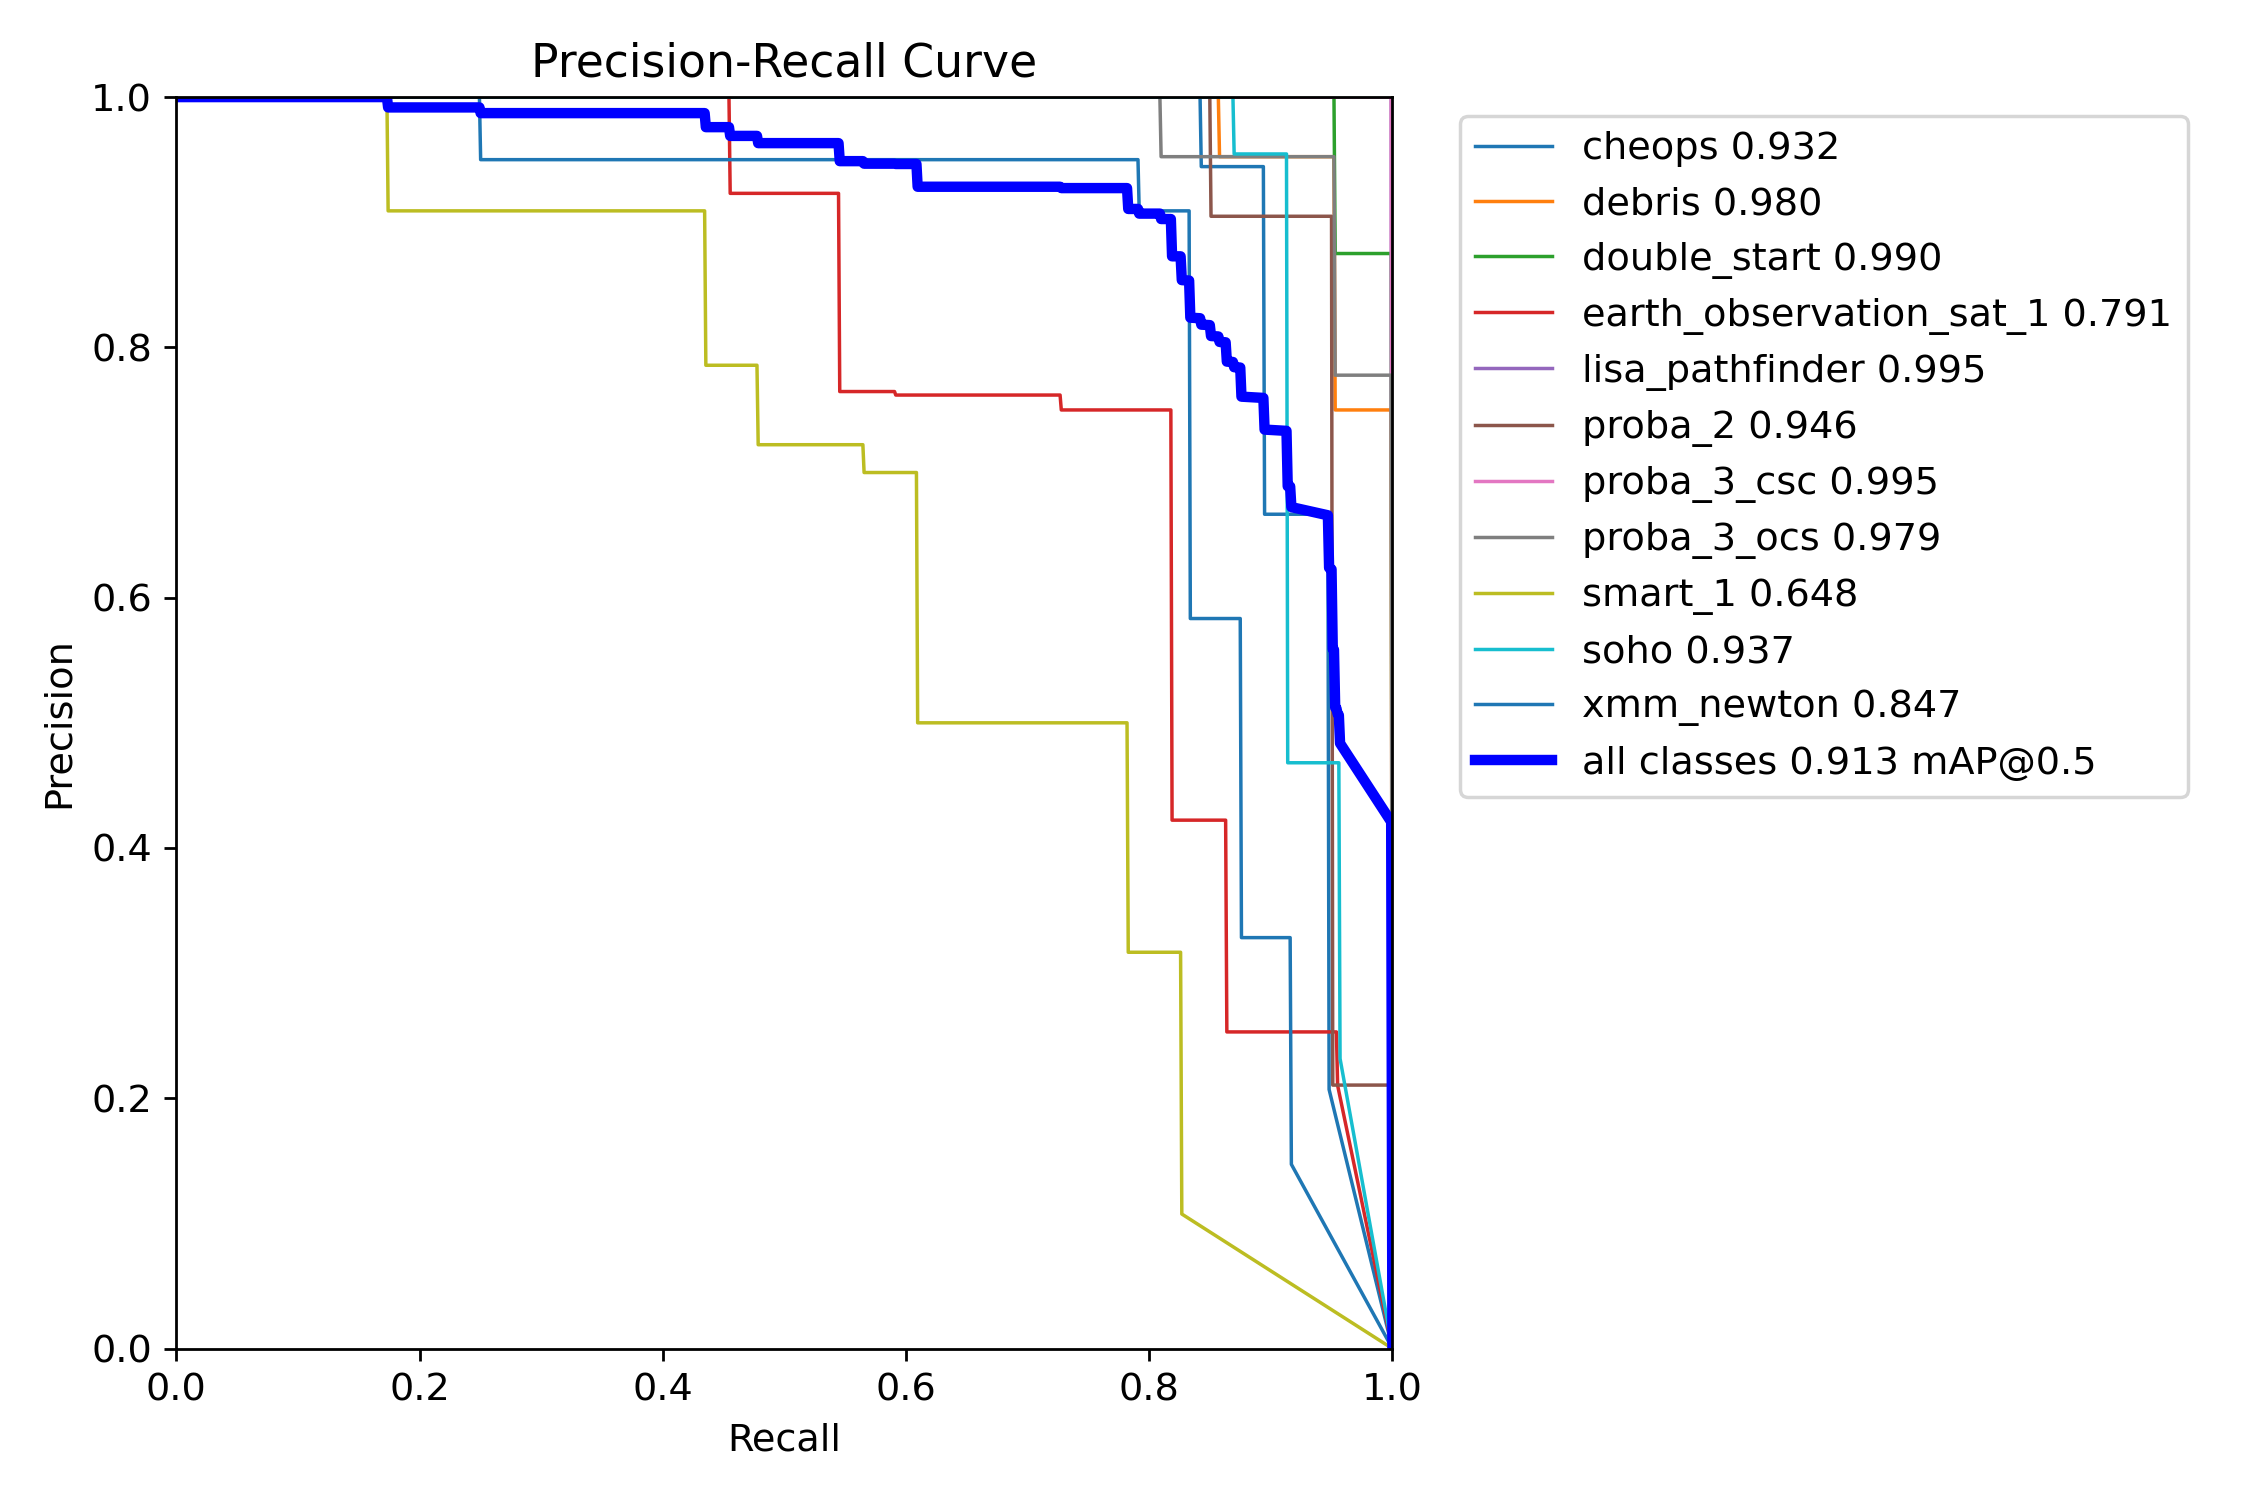 Precision-Recall Curve
1.0
0.8
0.6
0.4
0.2
0.0
Precision
0.0 0.2 0.4 0.6 0.8 1.0
Recall
cheops 0.932
debris 0.980
double_start 0.990
earth_observation_sat_1 0.791
lisa_pathfinder 0.995
proba_2 0.946
proba_3_csc 0.995
proba_3_ocs 0.979
smart_1 0.648
soho 0.937
xmm_newton 0.847
all classes 0.913 mAP@0.5